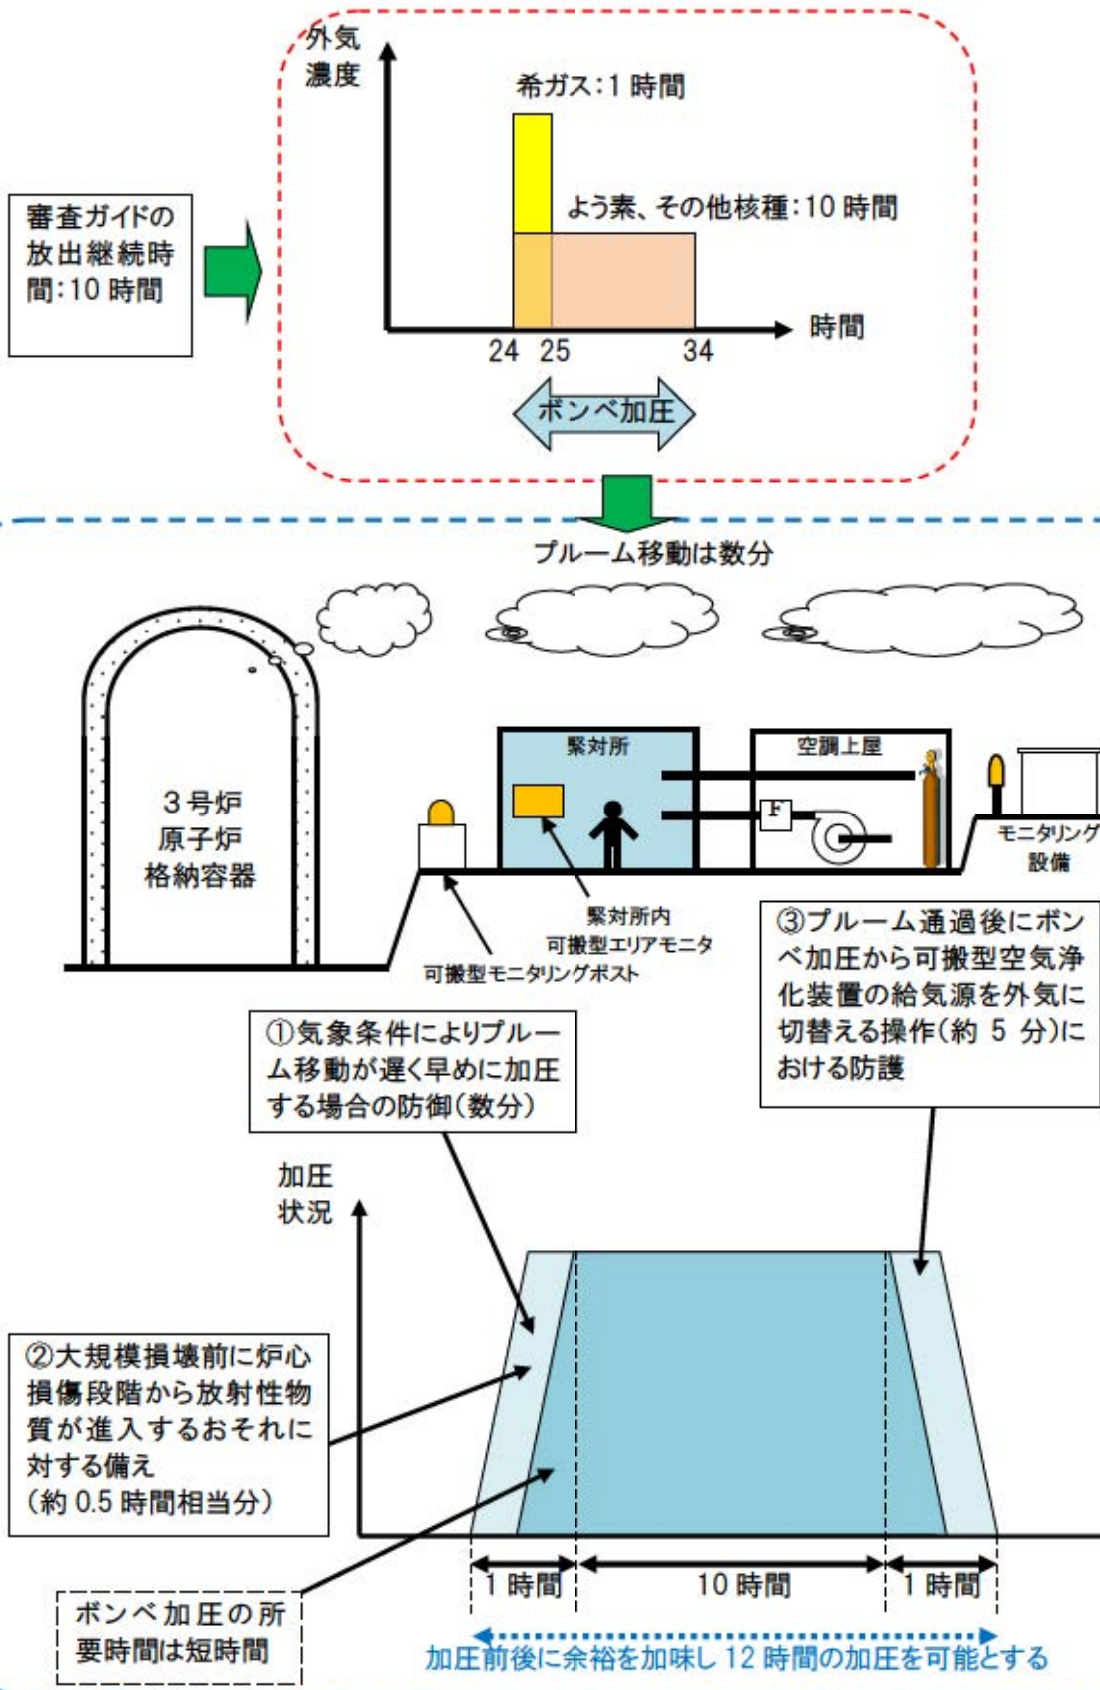 外気
濃度
希ガス:1 時間
よう素、その他核種:10 時間
審査ガイドの
放出継続時
間:10 時間
時間
24 25 34
ボンベ加圧
プルーム移動は数分
緊対所
空調上屋
3号炉
原子炉
格納容器
F
モニタリング
設備
緊対所内
可搬型エリアモニタ
可搬型モニタリングポスト
③プルーム通過後にボン
ベ加圧から可搬型空気浄
化装置の給気源を外気に
切替える操作(約 5 分)に
おける防護
①気象条件によりプルー
ム移動が遅く早めに加圧
する場合の防御(数分)
加圧
状況
②大規模損壊前に炉心
損傷段階から放射性物
質が進入するおそれに
対する備え
(約 0.5 時間相当分)
1 時間 10 時間 1 時間
ボンベ加圧の所
要時間は短時間
加圧前後に余裕を加味し 12 時間の加圧を可能とする